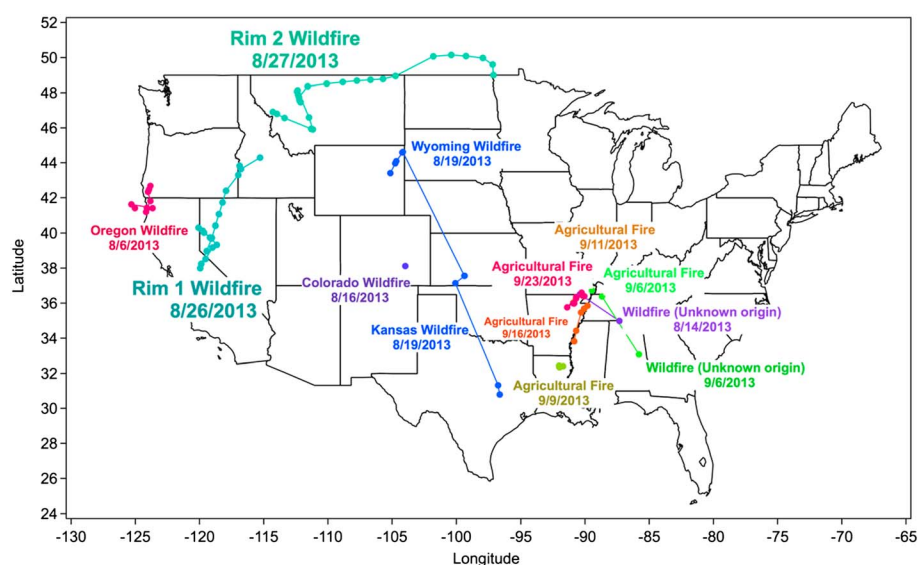 52
50
48
46
44
42
40
38
36
34
32
30
28
26
24
Latitude
Rim 2 Wildfire
8/27/2013
Wyoming Wildfire
8/19/2013
Oregon Wildfire
8/6/2013
Rim 1 Wildfire
8/26/2013
Colorado Wildfire
8/16/2013
Kansas Wildfire
8/19/2013
Agricultural Fire
9/11/2013
Agricultural Fire
9/23/2013
Agricultural Fire
9/6/2013
Agricultural Fire
9/16/2013
Wildfire (Unknown origin)
8/14/2013
Wildfire (Unknown origin)
9/6/2013
Agricultural Fire
9/9/2013
-130 -125 -120 -115 -110 -105 -100 -95 -90 -85 -80 -75 -70 -65
Longitude